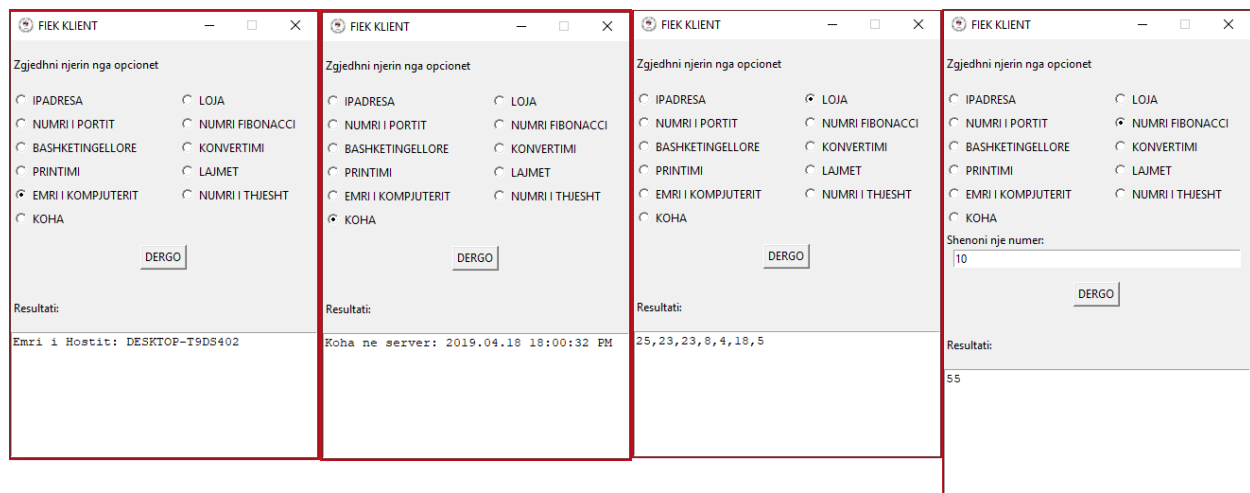 FIEK KLIENT
Zgjedhni njerin nga opcionet
IPADRESA LOJA
NUMRI I PORTIT NUMRI FIBONACCI
BASHKETINGELLORE KONVERTIMI
PRINTIMI LAJMET
EMRI I KOMPJUTERIT NUMRI I THJESHT
KOHA
DERGO
Resultati:
Emri i Hostit: DESKTOP-T9DS402
FIEK KLIENT
Zgjedhni njerin nga opcionet
IPADRESA LOJA
NUMRI I PORTIT NUMRI FIBONACCI
BASHKETINGELLORE KONVERTIMI
PRINTIMI LAJMET
EMRI I KOMPJUTERIT NUMRI I THJESHT
KOHA
DERGO
Resultati:
Koha ne server: 2019.04.18 18:00:32 PM
FIEK KLIENT
Zgjedhni njerin nga opcionet
IPADRESA LOJA
NUMRI I PORTIT NUMRI FIBONACCI
BASHKETINGELLORE KONVERTIMI
PRINTIMI LAJMET
EMRI I KOMPJUTERIT NUMRI I THJESHT
KOHA
DERGO
Resultati:
25,23,23,8,4,18,5
FIEK KLIENT
Zgjedhni njerin nga opcionet
IPADRESA LOJA
NUMRI I PORTIT NUMRI FIBONACCI
BASHKETINGELLORE KONVERTIMI
PRINTIMI LAJMET
EMRI I KOMPJUTERIT NUMRI I THJESHT
KOHA
Shenoni nje numer:
10
DERGO
Resultati:
55